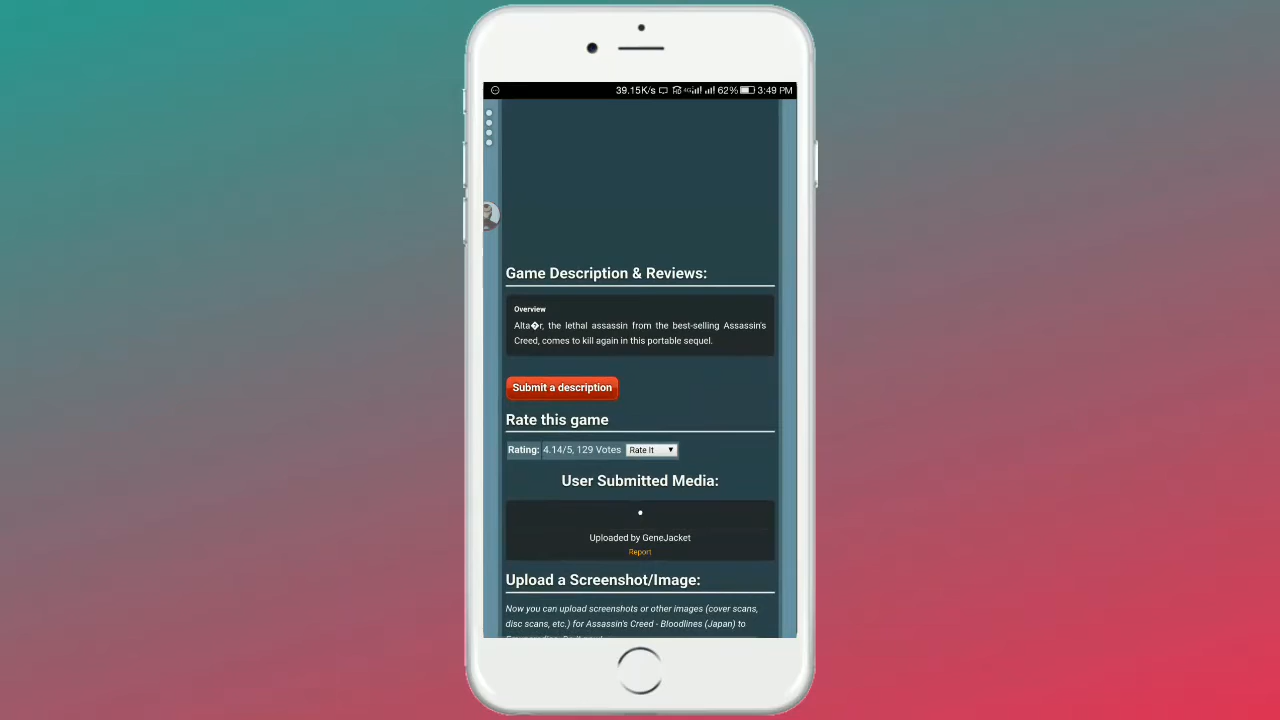 39.15K/s 4G 62% 3:49 PM
Game Description & Reviews:
Overview
Alta�r, the lethal assassin from the best-selling Assassin's
Creed, comes to kill again in this portable sequel.
Submit a description
Rate this game
Rating: 4.14/5, 129 Votes Rate It
User Submitted Media:
Uploaded by GeneJacket
Report
Upload a Screenshot/Image:
Now you can upload screenshots or other images (cover scans,
disc scans, etc.) for Assassin's Creed - Bloodlines (Japan) to